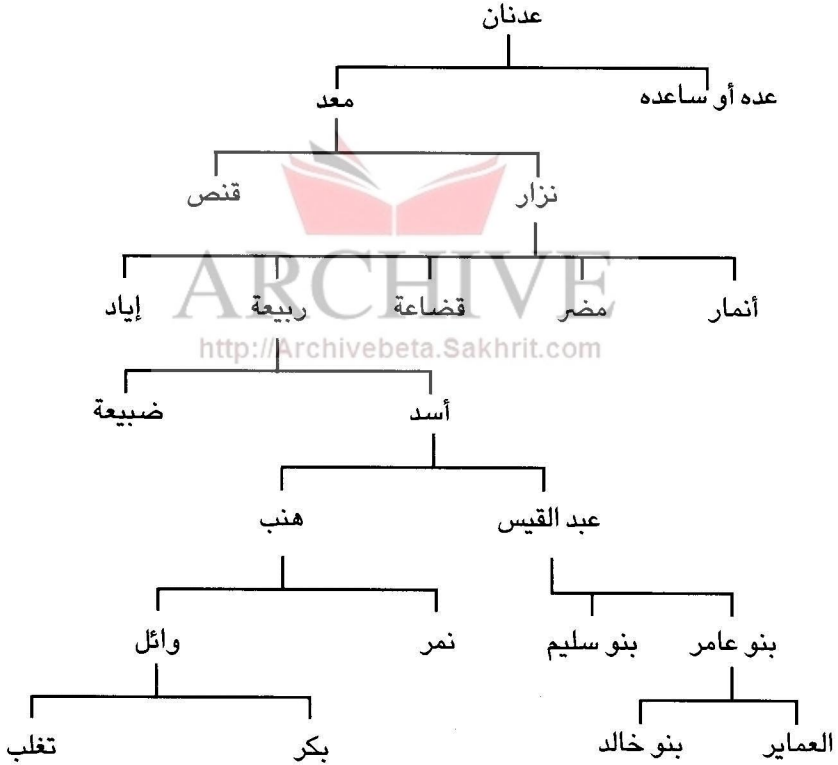 عدنان
عده أو ساعده معد
نزار قنص
ARCHIVE
أنمار مضر قضاعة ربيعة إياد
http://Archivebeta.Sakhrit.com
أسد ضبيعة
عبد القيس هنب
بنو عامر بنو سليم نمر وائل
العماير بنو خالد بكر تغلب